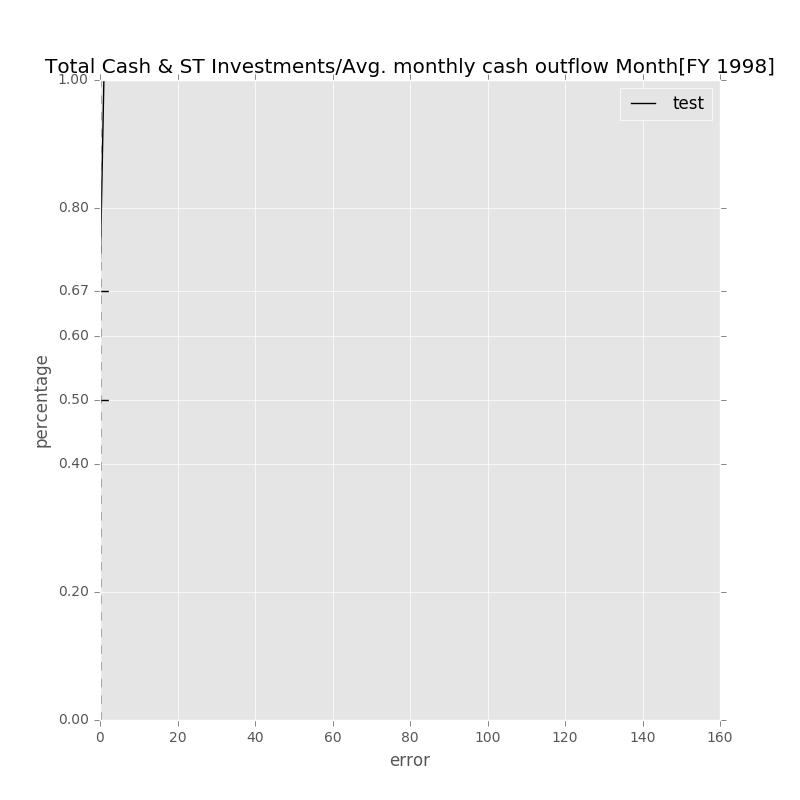 Total Cash & ST Investments/Avg. monthly cash outflow Month[FY 1998]
1.00
test
0.80
0.67
0.60
percentage
0.50
0.40
0.20
0.00
0 20 40 60 80 100 120 140 160
error